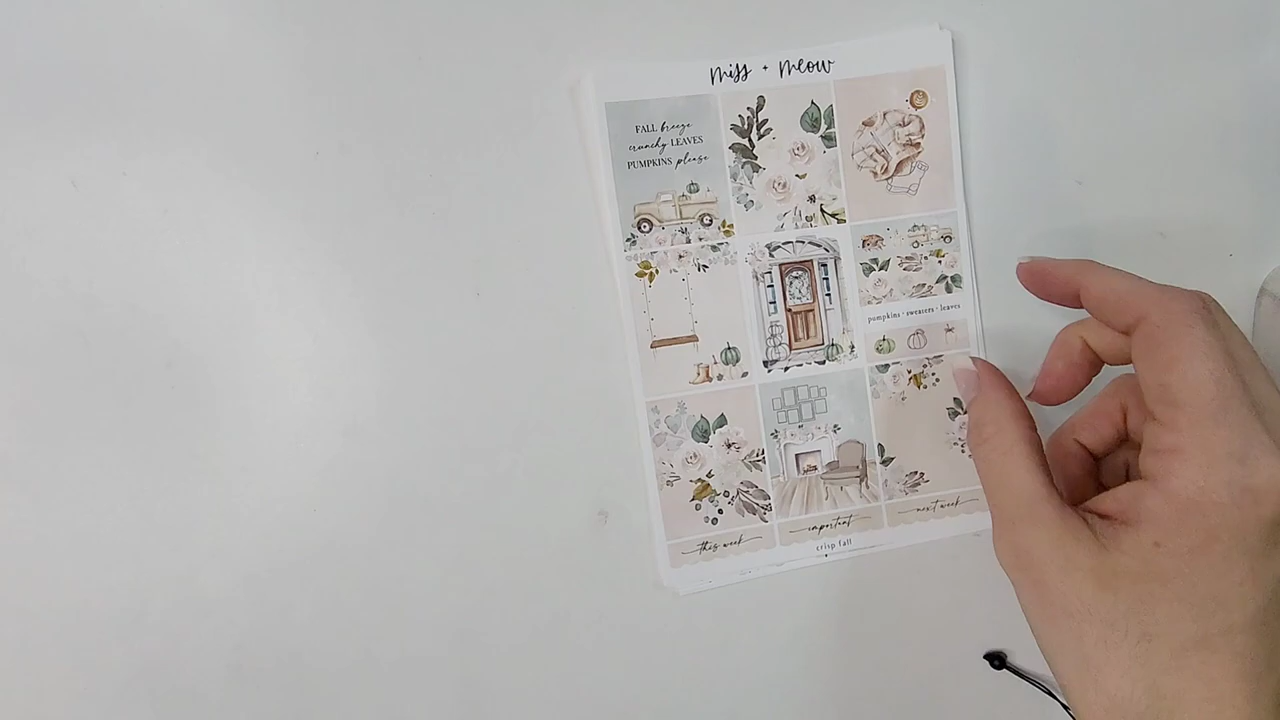 miss + meow
FALL breeze
crunchy LEAVES
PUMPKINS please
pumpkins • sweaters • leaves
this week
important
next week
crisp fall